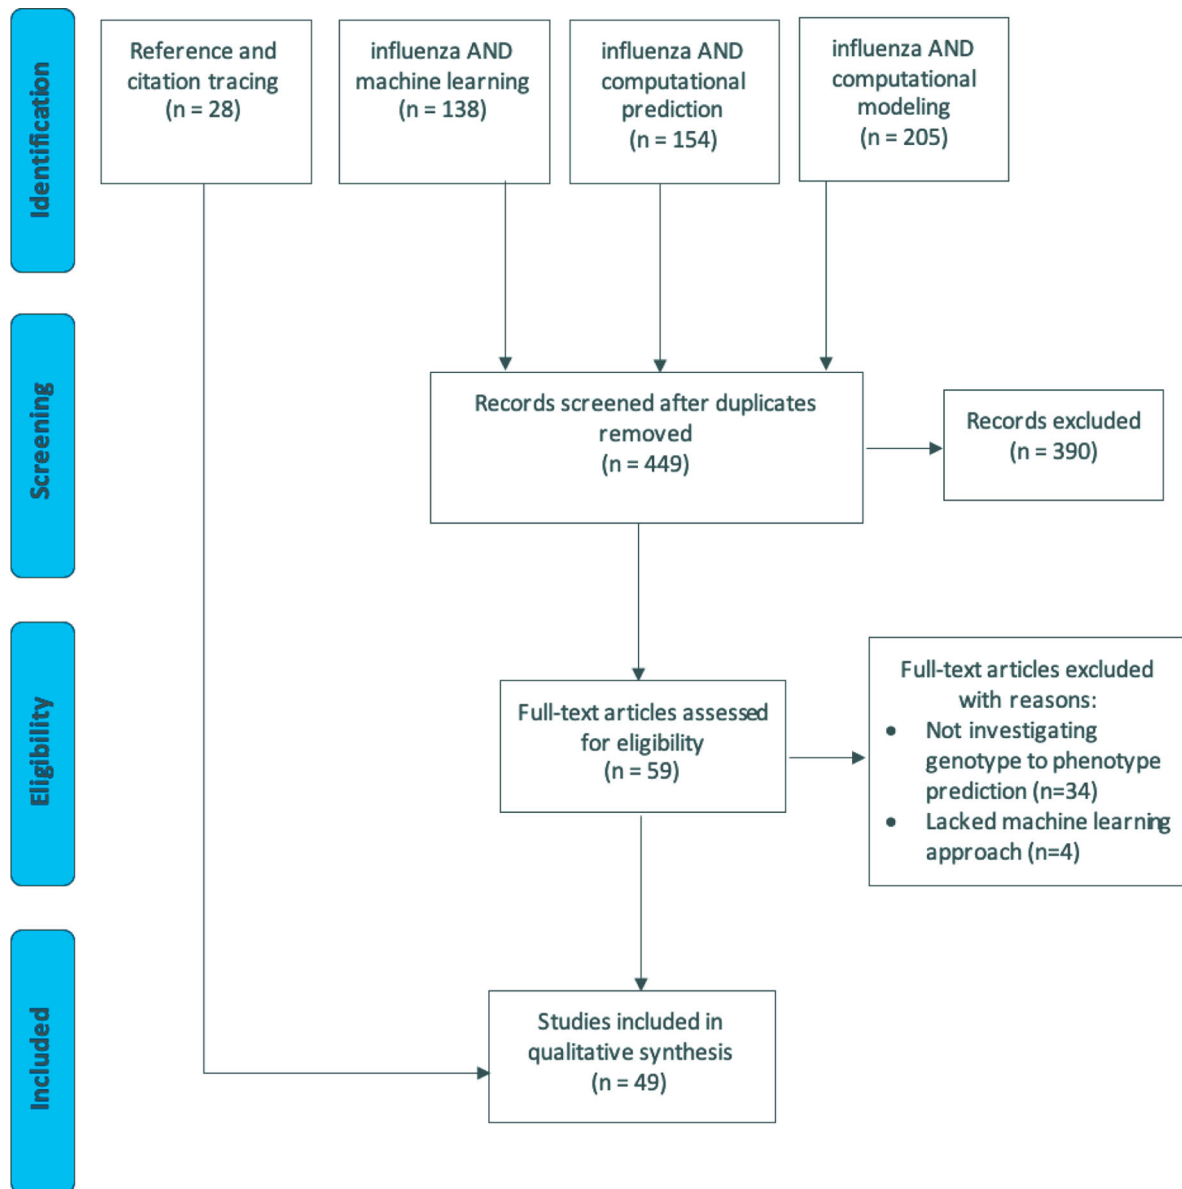 Identification
Reference and
citation tracing
(n = 28)
influenza AND
machine learning
(n = 138)
influenza AND
computational
prediction
(n = 154)
influenza AND
computational
modeling
(n = 205)
Screening
Records screened after duplicates
removed
(n = 449)
Records excluded
(n = 390)
Eligibility
Full-text articles assessed
for eligibility
(n = 59)
Full-text articles excluded
with reasons:
• Not investigating
genotype to phenotype
prediction (n=34)
• Lacked machine learning
approach (n=4)
Included
Studies included in
qualitative synthesis
(n = 49)